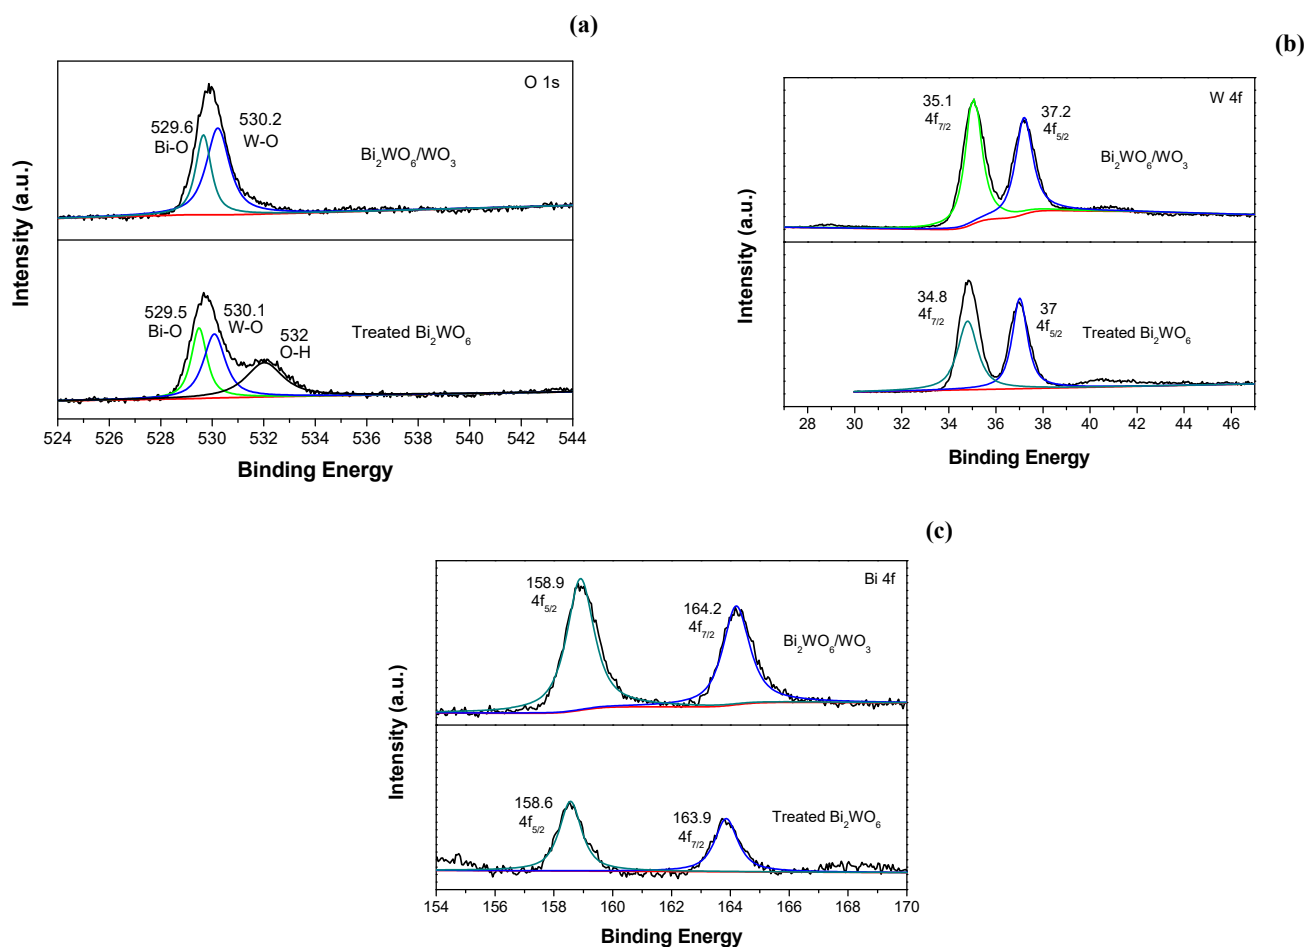 (a)
O 1s
529.6
Bi-O
530.2
W-O
Bi₂WO₆/WO₃
529.5
Bi-O
530.1
W-O
532
O-H
Treated Bi₂WO₆
Intensity (a.u.)
524 526 528 530 532 534 536 538 540 542 544
Binding Energy
(b)
W 4f
35.1
4f₇/₂
37.2
4f₅/₂
Bi₂WO₆/WO₃
34.8
4f₇/₂
37
4f₅/₂
Treated Bi₂WO₆
Intensity (a.u.)
28 30 32 34 36 38 40 42 44 46
Binding Energy
(c)
Bi 4f
158.9
4f₅/₂
164.2
4f₇/₂
Bi₂WO₆/WO₃
158.6
4f₅/₂
163.9
4f₇/₂
Treated Bi₂WO₆
Intensity (a.u.)
154 156 158 160 162 164 166 168 170
Binding Energy